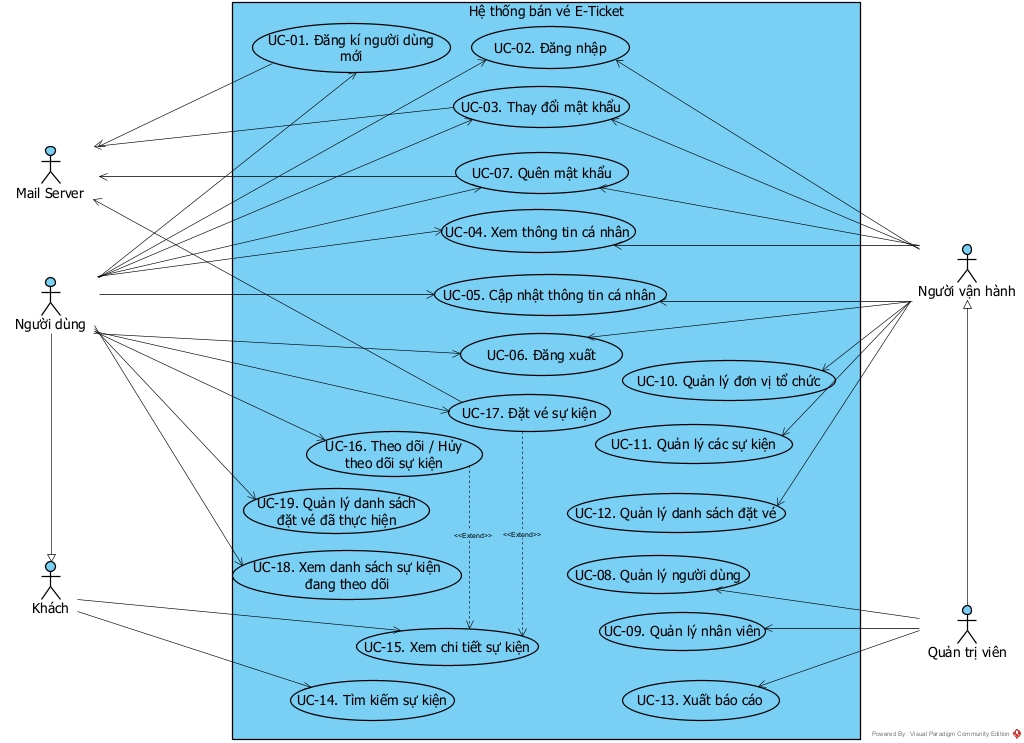 Hệ thống bán vé E-Ticket
UC-01. Đăng kí người dùng
mới
UC-02. Đăng nhập
UC-03. Thay đổi mật khẩu
Mail Server
UC-07. Quên mật khẩu
UC-04. Xem thông tin cá nhân
Người vận hành
UC-05. Cập nhật thông tin cá nhân
Người dùng
UC-06. Đăng xuất
UC-10. Quản lý đơn vị tổ chức
UC-17. Đặt vé sự kiện
UC-16. Theo dõi / Hủy
theo dõi sự kiện
UC-11. Quản lý các sự kiện
UC-19. Quản lý danh sách
đặt vé đã thực hiện
UC-12. Quản lý danh sách đặt vé
<<Extend>>
<<Extend>>
UC-18. Xem danh sách sự kiện
đang theo dõi
UC-08. Quản lý người dùng
Khách
UC-09. Quản lý nhân viên
UC-15. Xem chi tiết sự kiện
Quản trị viên
UC-14. Tìm kiếm sự kiện
UC-13. Xuất báo cáo
Powered By: Visual Paradigm Community Edition